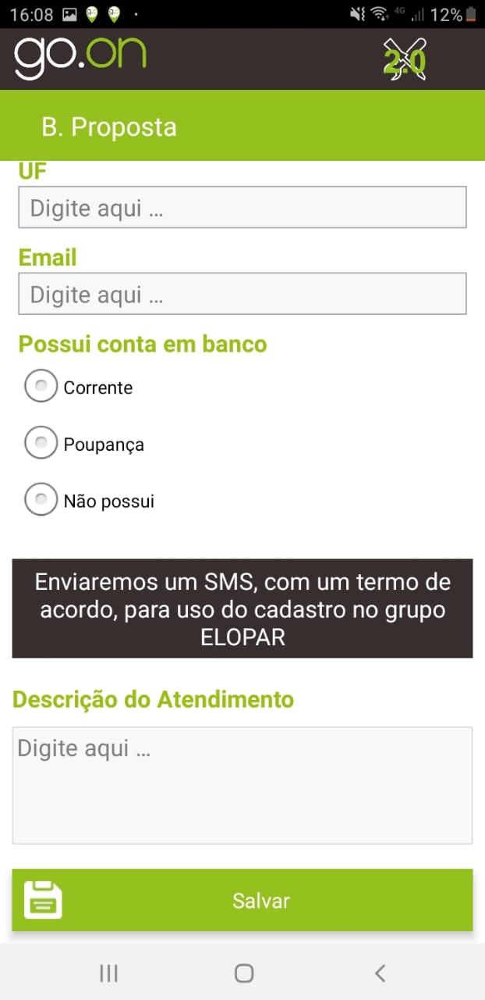 16:08
4G
12%
go.on
2.0
B. Proposta
UF
Digite aqui ...
Email
Digite aqui ...
Possui conta em banco
Corrente
Poupança
Não possui
Enviaremos um SMS, com um termo de
acordo, para uso do cadastro no grupo
ELOPAR
Descrição do Atendimento
Digite aqui ...
Salvar